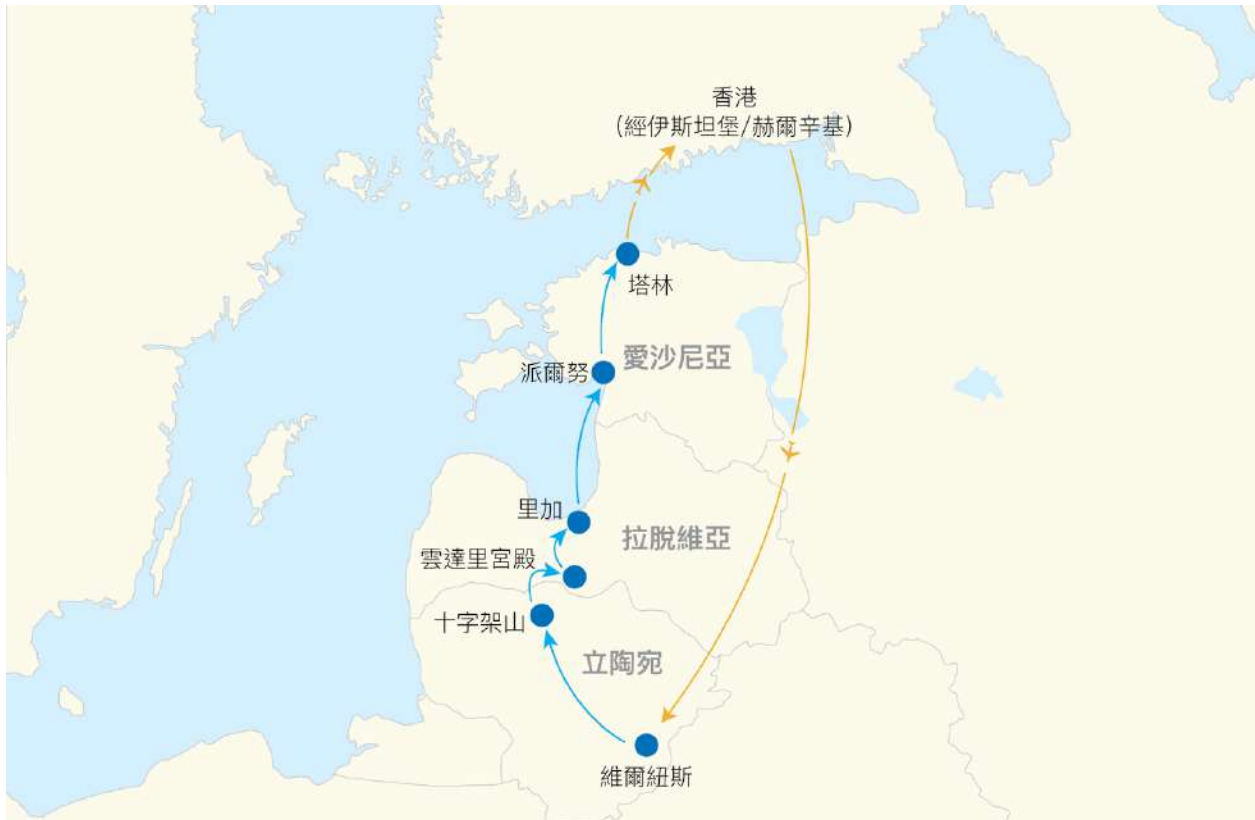 香港
(經伊斯坦堡/赫爾辛基)
塔林
愛沙尼亞
派爾努
里加
拉脫維亞
雲達里宮殿
十字架山
立陶宛
維爾紐斯